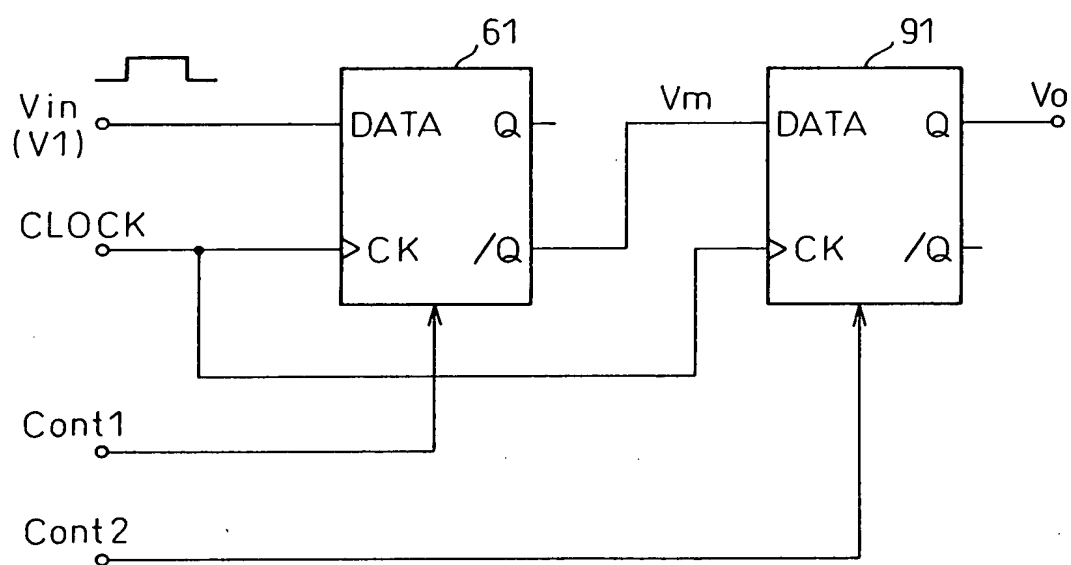 61
91
Vin
(V1)
DATA
Q
Vm
DATA
Q
Vo
CLOCK
CK
/Q
CK
/Q
Cont1
Cont2